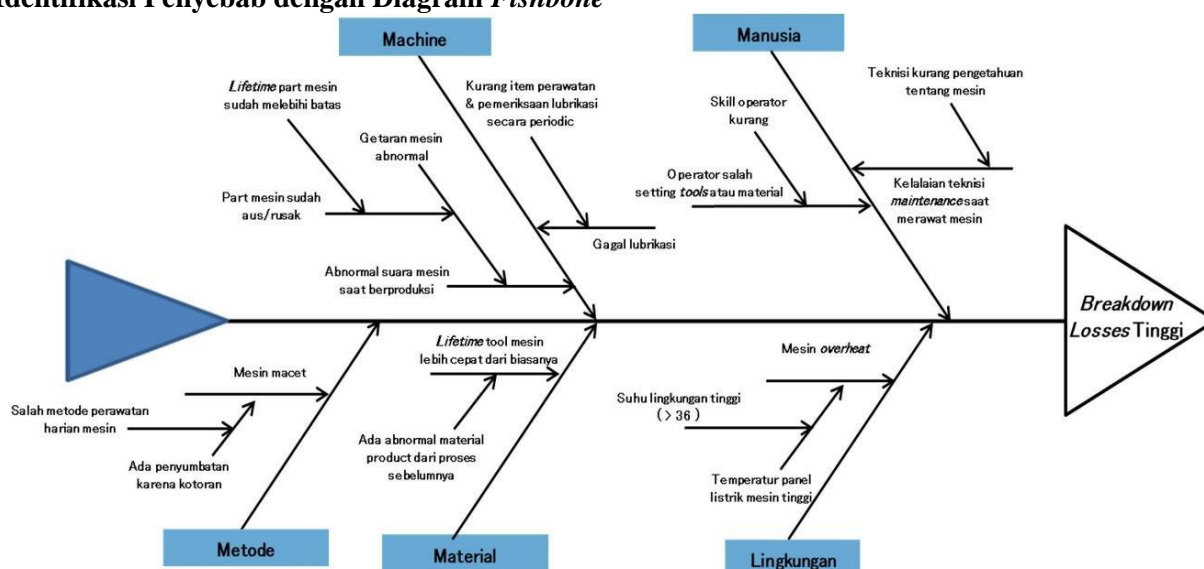 Identifikasi Penyebab dengan Diagram Fishbone
Machine
Manusia
Lifetime part mesin
sudah melebihi batas
Kurang item perawatan
& pemeriksaan lubrikasi
secara periodic
Teknisi kurang pengetahuan
tentang mesin
Skill operator
kurang
Getaran mesin
abnormal
Part mesin sudah
aus/rusak
Operator salah
setting tools atau material
Kelalaian teknisi
maintenance saat
merawat mesin
Gagal lubrikasi
Abnormal suara mesin
saat berproduksi
Breakdown
Losses Tinggi
Mesin macet
Lifetime tool mesin
lebih cepat dari biasanya
Mesin overheat
Salah metode perawatan
harian mesin
Suhu lingkungan tinggi
( > 36 )
Ada penyumbatan
karena kotoran
Ada abnormal material
product dari proses
sebelumnya
Temperatur panel
listrik mesin tinggi
Metode
Material
Lingkungan